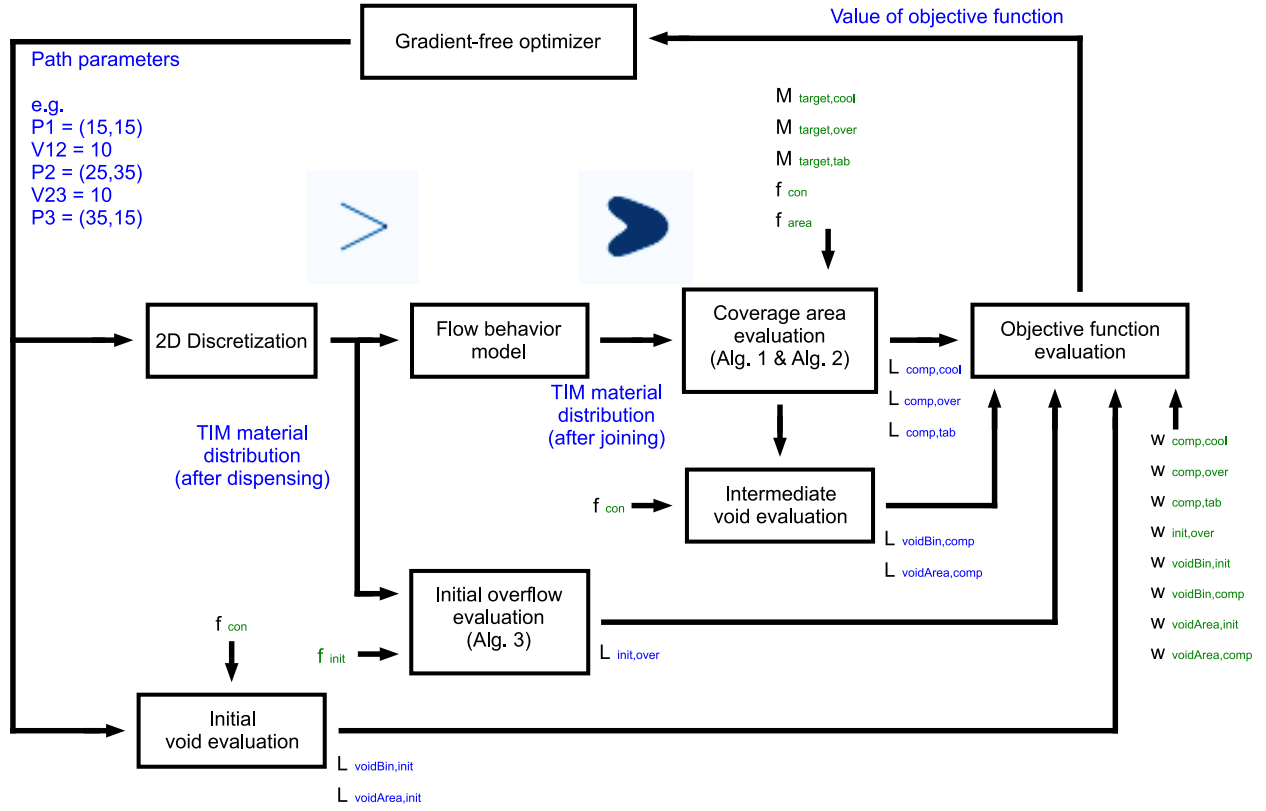 Value of objective function
Gradient-free optimizer
Path parameters
e.g.
P1 = (15,15)
V12 = 10
P2 = (25,35)
V23 = 10
P3 = (35,15)
M target,cool
M target,over
M target,tab
f con
f area
2D Discretization
Flow behavior
model
Coverage area
evaluation
(Alg. 1 & Alg. 2)
Objective function
evaluation
L comp,cool
L comp,over
L comp,tab
TIM material
distribution
(after joining)
TIM material
distribution
(after dispensing)
f con
Intermediate
void evaluation
L voidBin,comp
L voidArea,comp
w comp,cool
w comp,over
w comp,tab
w init,over
w voidBin,init
w voidBin,comp
w voidArea,init
w voidArea,comp
Initial overflow
evaluation
(Alg. 3)
f init
L init,over
f con
Initial
void evaluation
L voidBin,init
L voidArea,init